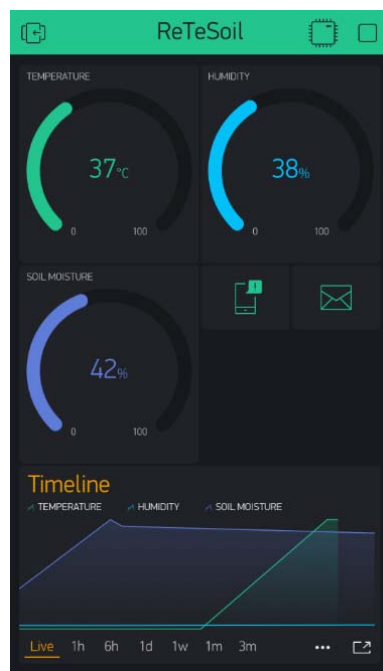 ReTeSoil
TEMPERATURE
37°C
0 100
HUMIDITY
38%
0 100
SOIL MOISTURE
42%
0 100
Timeline
TEMPERATURE HUMIDITY SOIL MOISTURE
Live 1h 6h 1d 1w 1m 3m ...